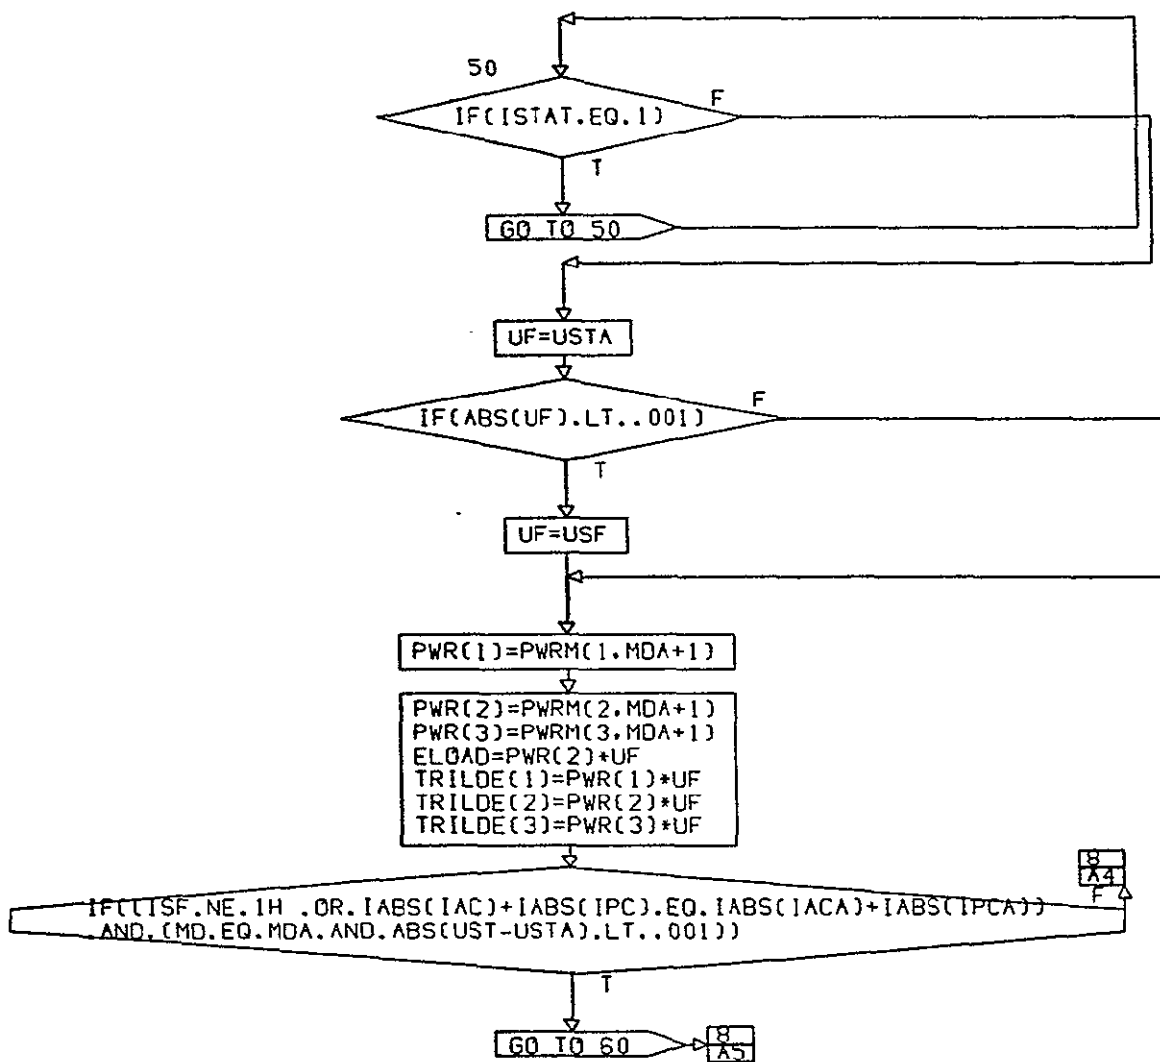 50
F
IF(ISTAT.EQ.1)
T
GO TO 50
UF=USTA
F
IF(ABS(UF).LT..001)
T
UF=USF
PWR(1)=PWRM(1.MDA+1)
PWR(2)=PWRM(2.MDA+1)
PWR(3)=PWRM(3.MDA+1)
ELOAD=PWR(2)*UF
TRILDE(1)=PWR(1)*UF
TRILDE(2)=PWR(2)*UF
TRILDE(3)=PWR(3)*UF
8
A4
F
IF((ISF.NE.1H .OR.IABS(IAC)+IABS(IPC).EQ.IABS(IACA)+IABS(IPCA))
.AND.(MD.EQ.MDA.AND.ABS(UST-USTA).LT..001))
T
GO TO 60
8
A5